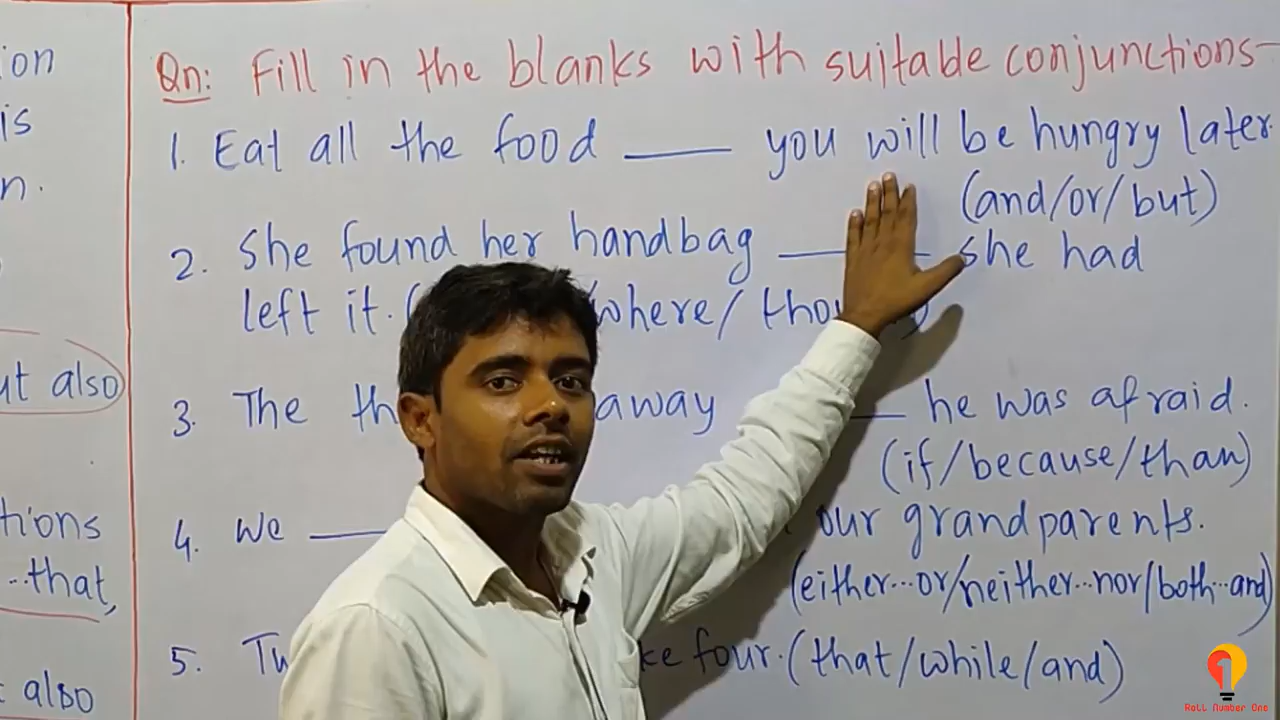 ion
is
n.
ut also
tions
...that,
also
Qn: Fill in the blanks with suitable conjunctions-
1. Eat all the food ____ you will be hungry later.
(and/or/but)
2. She found her handbag ____ she had
left it. ( /where/
3. The away ____ he was afraid.
(if/because/than)
4. We ____ our grandparents.
(either...or/neither...nor/both...and)
5. four. (that/while/and)
Roll Number One